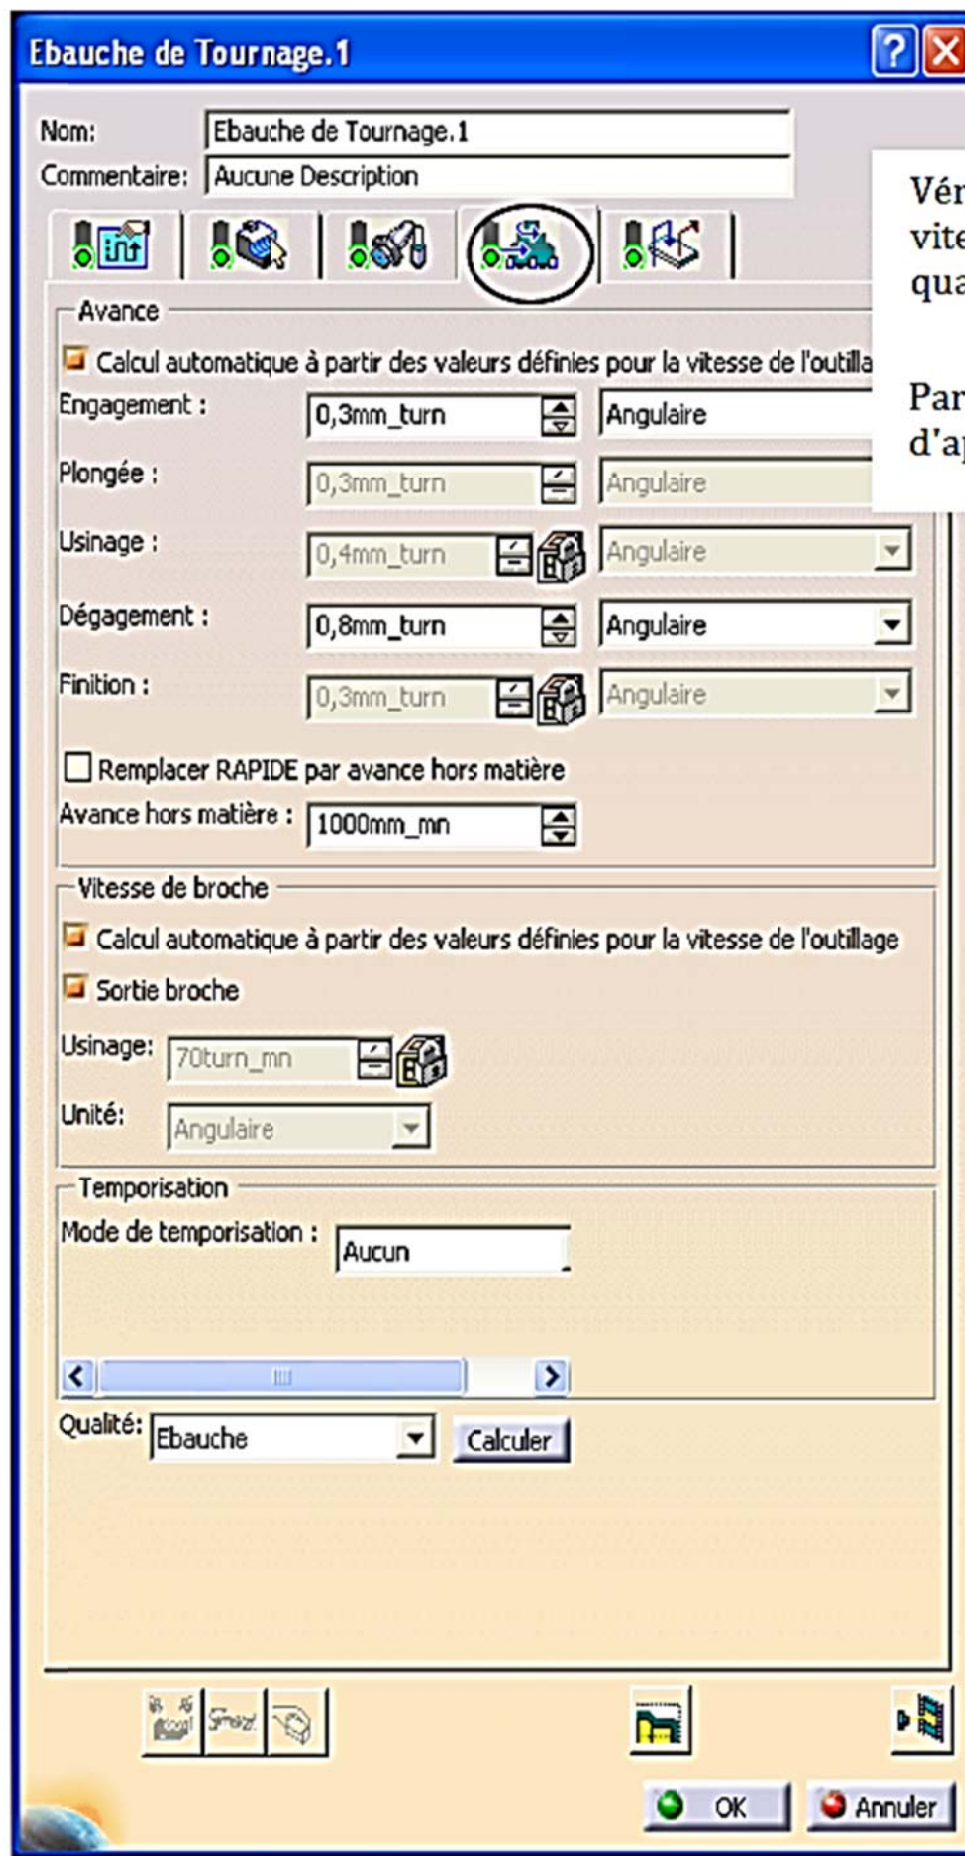 Ebauche de Tournage.1
Nom: Ebauche de Tournage.1
Commentaire: Aucune Description
Vér
vite
qua
Par
d'ap
Avance
Calcul automatique à partir des valeurs définies pour la vitesse de l'outilla
Engagement : 0,3mm_turn Angulaire
Plongée : 0,3mm_turn Angulaire
Usinage : 0,4mm_turn Angulaire
Dégagement : 0,8mm_turn Angulaire
Finition : 0,3mm_turn Angulaire
Remplacer RAPIDE par avance hors matière
Avance hors matière : 1000mm_mn
Vitesse de broche
Calcul automatique à partir des valeurs définies pour la vitesse de l'outillage
Sortie broche
Usinage: 70turn_mn
Unité: Angulaire
Temporisation
Mode de temporisation : Aucun
Qualité: Ebauche Calculer
OK Annuler